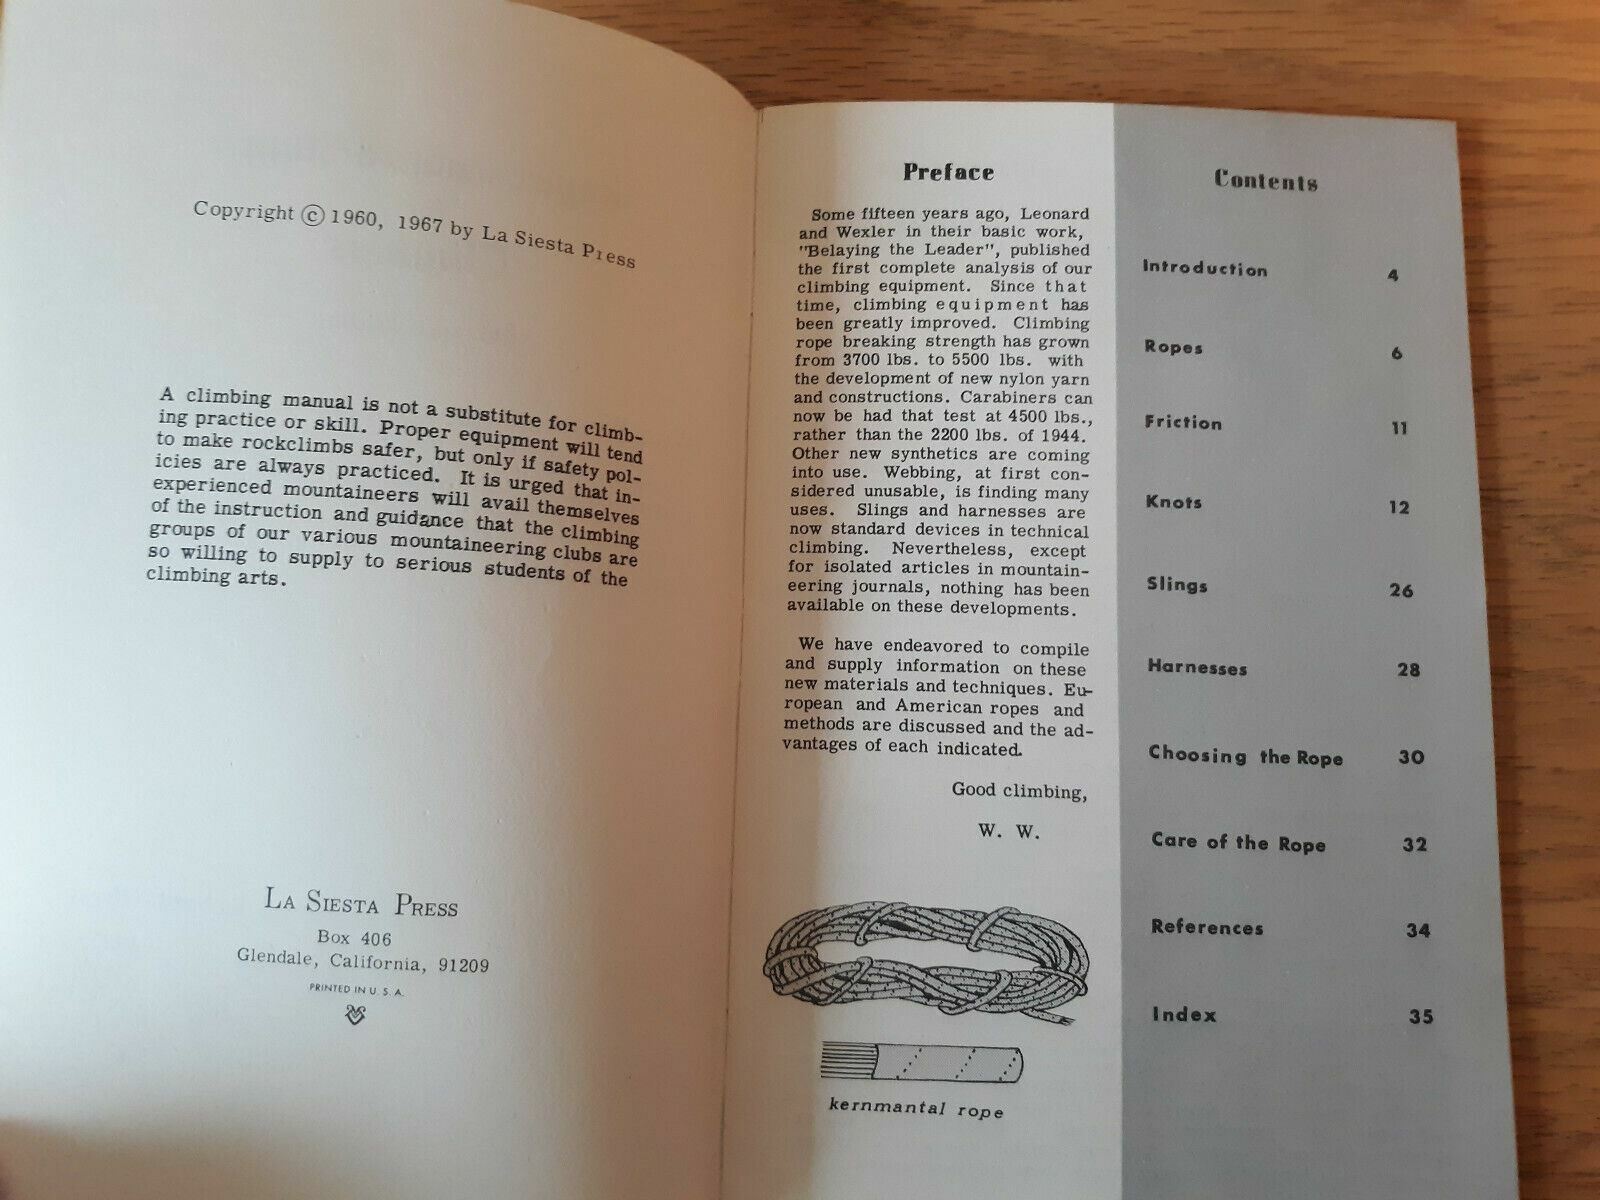 Copyright © 1960, 1967 by La Siesta Press
A climbing manual is not a substitute for climb-
ing practice or skill. Proper equipment will tend
to make rockclimbs safer, but only if safety pol-
icies are always practiced. It is urged that in-
experienced mountaineers will avail themselves
of the instruction and guidance that the climbing
groups of our various mountaineering clubs are
so willing to supply to serious students of the
climbing arts.
La Siesta Press
Box 406
Glendale, California, 91209
PRINTED IN U. S. A.
Preface
Some fifteen years ago, Leonard
and Wexler in their basic work,
"Belaying the Leader", published
the first complete analysis of our
climbing equipment. Since that
time, climbing equipment has
been greatly improved. Climbing
rope breaking strength has grown
from 3700 lbs. to 5500 lbs. with
the development of new nylon yarn
and constructions. Carabiners can
now be had that test at 4500 lbs.,
rather than the 2200 lbs. of 1944.
Other new synthetics are coming
into use. Webbing, at first con-
sidered unusable, is finding many
uses. Slings and harnesses are
now standard devices in technical
climbing. Nevertheless, except
for isolated articles in mountain-
eering journals, nothing has been
available on these developments.
We have endeavored to compile
and supply information on these
new materials and techniques. Eu-
ropean and American ropes and
methods are discussed and the ad-
vantages of each indicated.
Good climbing,
W. W.
kernmantal rope
Contents
Introduction 4
Ropes 6
Friction 11
Knots 12
Slings 26
Harnesses 28
Choosing the Rope 30
Care of the Rope 32
References 34
Index 35